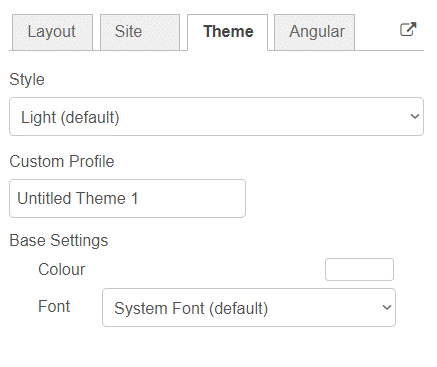 Layout Site Theme Angular
Style
Light (default)
Custom Profile
Untitled Theme 1
Base Settings
Colour
Font System Font (default)